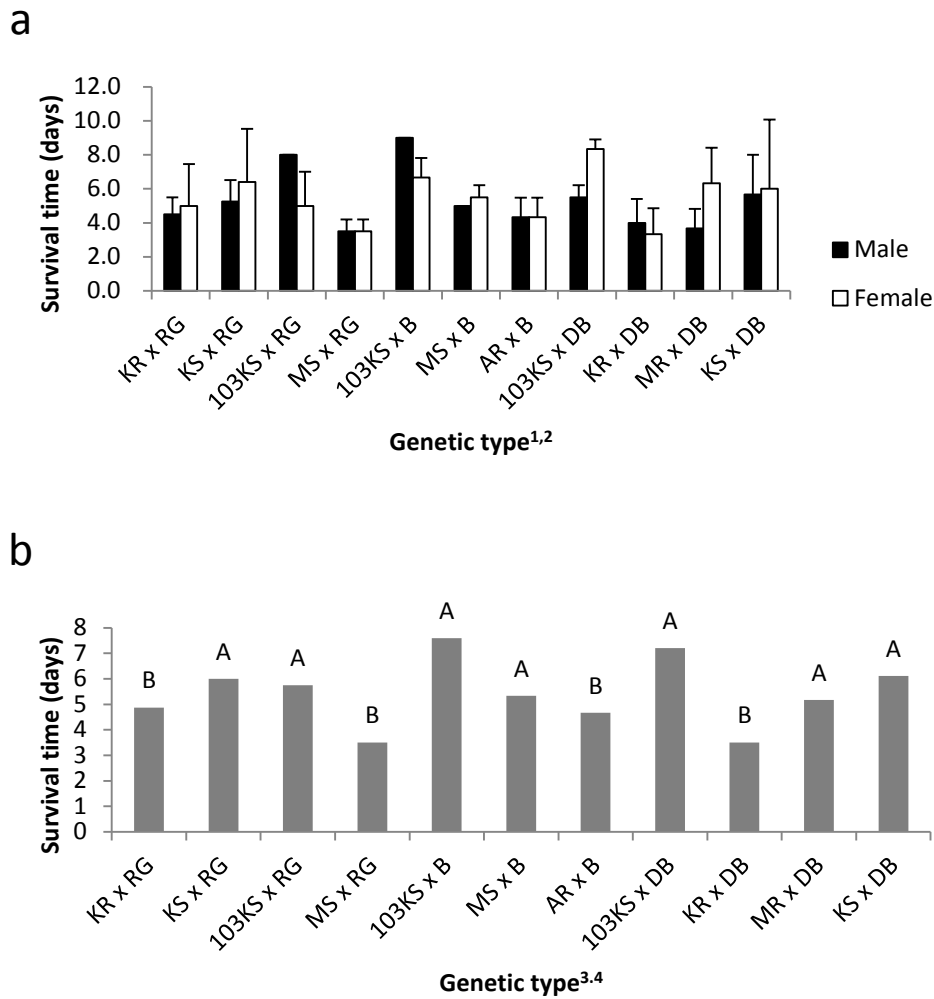 a
12.0
10.0
8.0
6.0
4.0
2.0
0.0
Survival time (days)
KR x RG
KS x RG
103KS x RG
MS x RG
103KS x B
MS x B
AR x B
103KS x DB
KR x DB
MR x DB
KS x DB
Genetic type1,2
Male
Female
b
8
7
6
5
4
3
2
1
0
Survival time (days)
B
A
A
B
A
A
B
A
B
A
A
KR x RG
KS x RG
103KS x RG
MS x RG
103KS x B
MS x B
AR x B
103KS x DB
KR x DB
MR x DB
KS x DB
Genetic type3.4